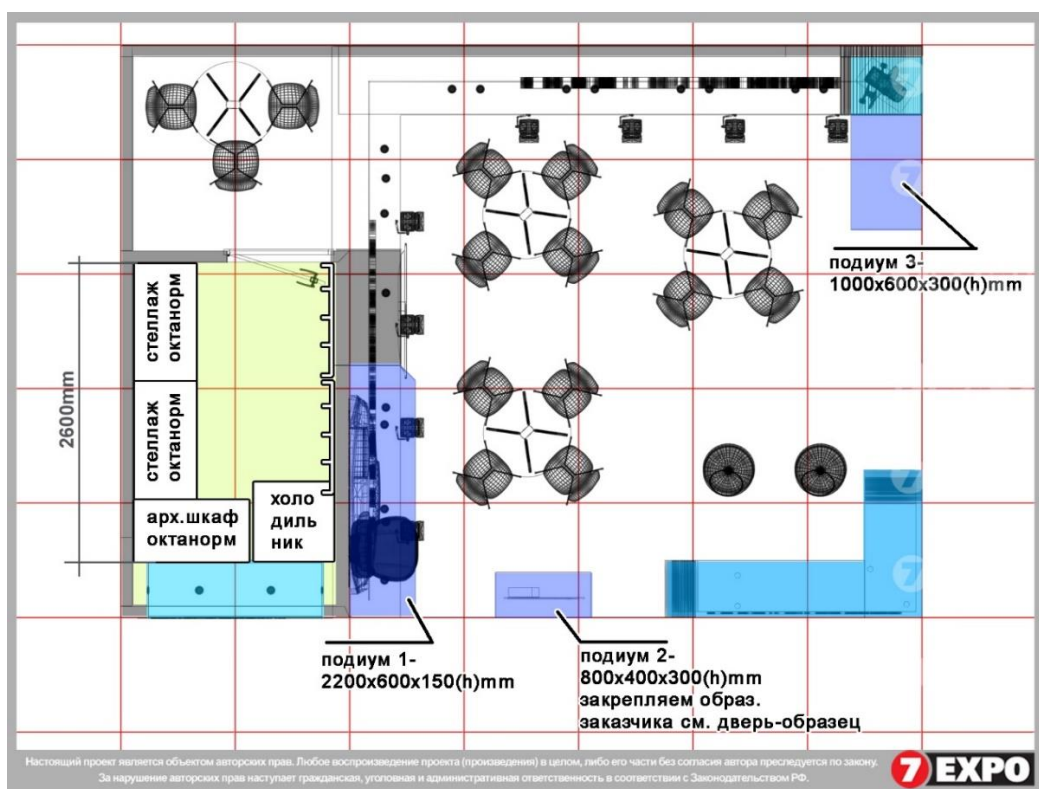 подиум 3-
1000х600х300(h)mm
2600mm
стеллаж
октанорм
стеллаж
октанорм
арх.шкаф
октанорм
холо
диль
ник
подиум 1-
2200х600х150(h)mm
подиум 2-
800х400х300(h)mm
закрепляем образ.
заказчика см. дверь-образец
Настоящий проект является объектом авторских прав. Любое воспроизведение проекта (произведения) в целом, либо его части без согласия автора преследуется по закону.
За нарушение авторских прав наступает гражданская, уголовная и административная ответственность в соответствии с Законодательством РФ.
7 EXPO